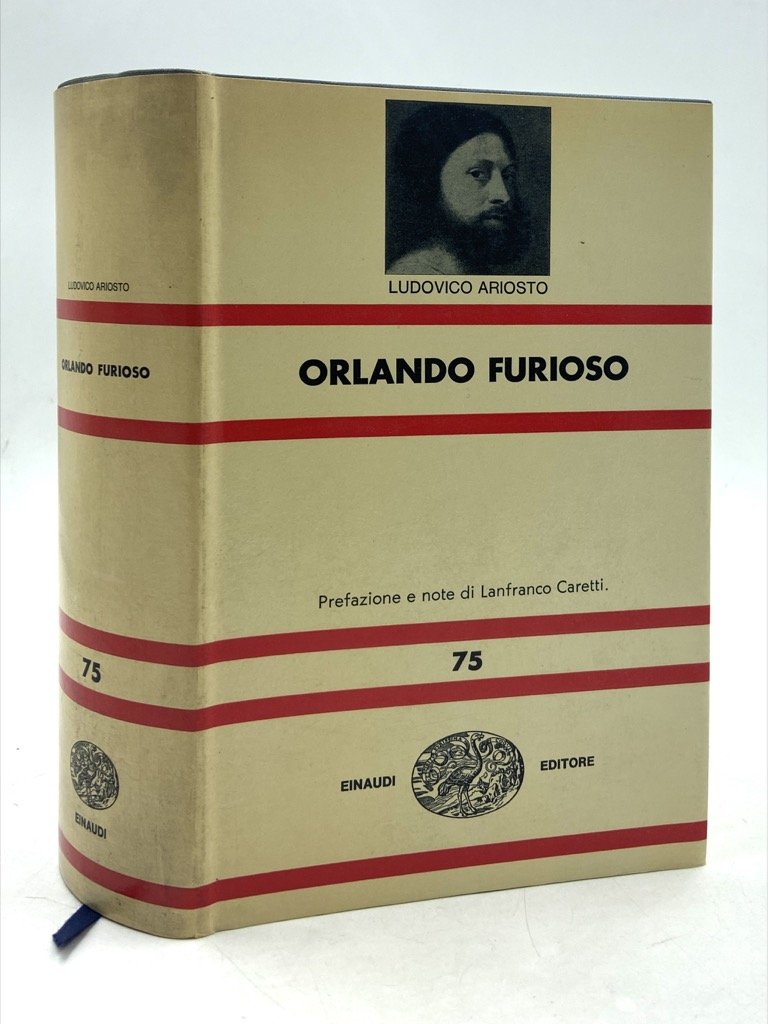 LUDOVICO ARIOSTO
ORLANDO FURIOSO
75
EINAUDI
LUDOVICO ARIOSTO
ORLANDO FURIOSO
Prefazione e note di Lanfranco Caretti.
75
EINAUDI EDITORE